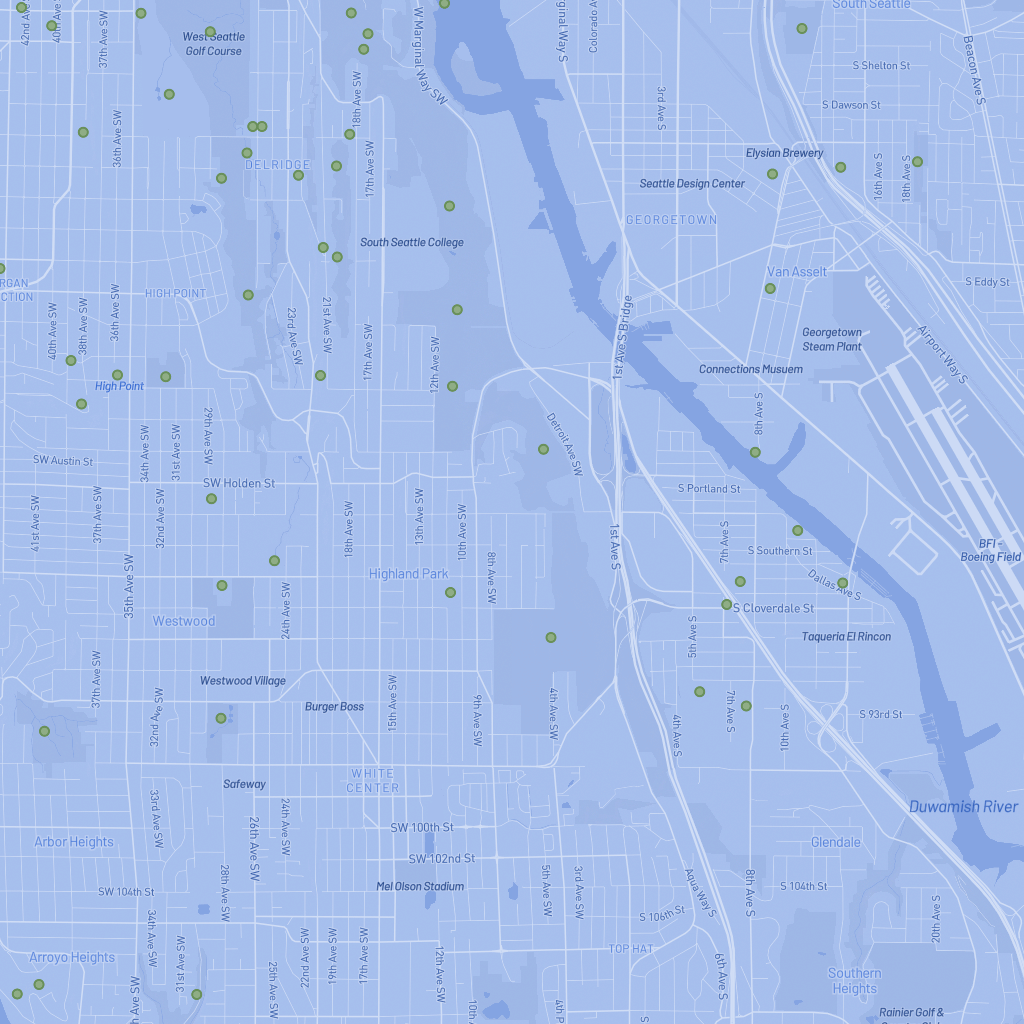 South Seattle
42nd Ave
40th Ave
37th Ave SW
West Seattle
Golf Course
W Marginal Way SW
Colorado
Beacon Ave S
S Shelton St
18th Ave SW
3rd Ave S
S Dawson St
36th Ave SW
Elysian Brewery
17th Ave SW
DELRIDGE
16th Ave S
18th Ave S
Seattle Design Center
GEORGETOWN
South Seattle College
Van Asselt
S Eddy St
HIGH POINT
36th Ave SW
40th Ave SW
38th Ave SW
23rd Ave SW
21st Ave SW
17th Ave SW
12th Ave SW
1st Ave S Bridge
Georgetown
Steam Plant
Airport Way S
Connections Musuem
High Point
8th Ave S
29th Ave SW
34th Ave SW
31st Ave SW
Detroit Ave SW
SW Austin St
SW Holden St
S Portland St
41st Ave SW
37th Ave SW
32nd Ave SW
18th Ave SW
13th Ave SW
10th Ave SW
1st Ave S
7th Ave S
S Southern St
BFI -
Boeing Field
8th Ave SW
Highland Park
Dallas Ave S
35th Ave SW
24th Ave SW
S Cloverdale St
Westwood
5th Ave S
Taqueria El Rincon
37th Ave SW
Westwood Village
32nd Ave SW
Burger Boss
15th Ave SW
9th Ave SW
4th Ave SW
4th Ave S
7th Ave S
10th Ave S
S 93rd St
Safeway
WHITE
CENTER
Duwamish River
33rd Ave SW
24th Ave SW
26th Ave SW
SW 100th St
Arbor Heights
Glendale
SW 102nd St
SW 104th St
28th Ave SW
Mel Olson Stadium
5th Ave SW
3rd Ave SW
Aqua Way S
8th Ave S
S 104th St
S 106th St
20th Ave S
34th Ave SW
31st Ave SW
22nd Ave SW
19th Ave SW
17th Ave SW
12th Ave SW
TOP HAT
Arroyo Heights
25th Ave SW
6th Ave S
Southern
Heights
Rainier Golf &